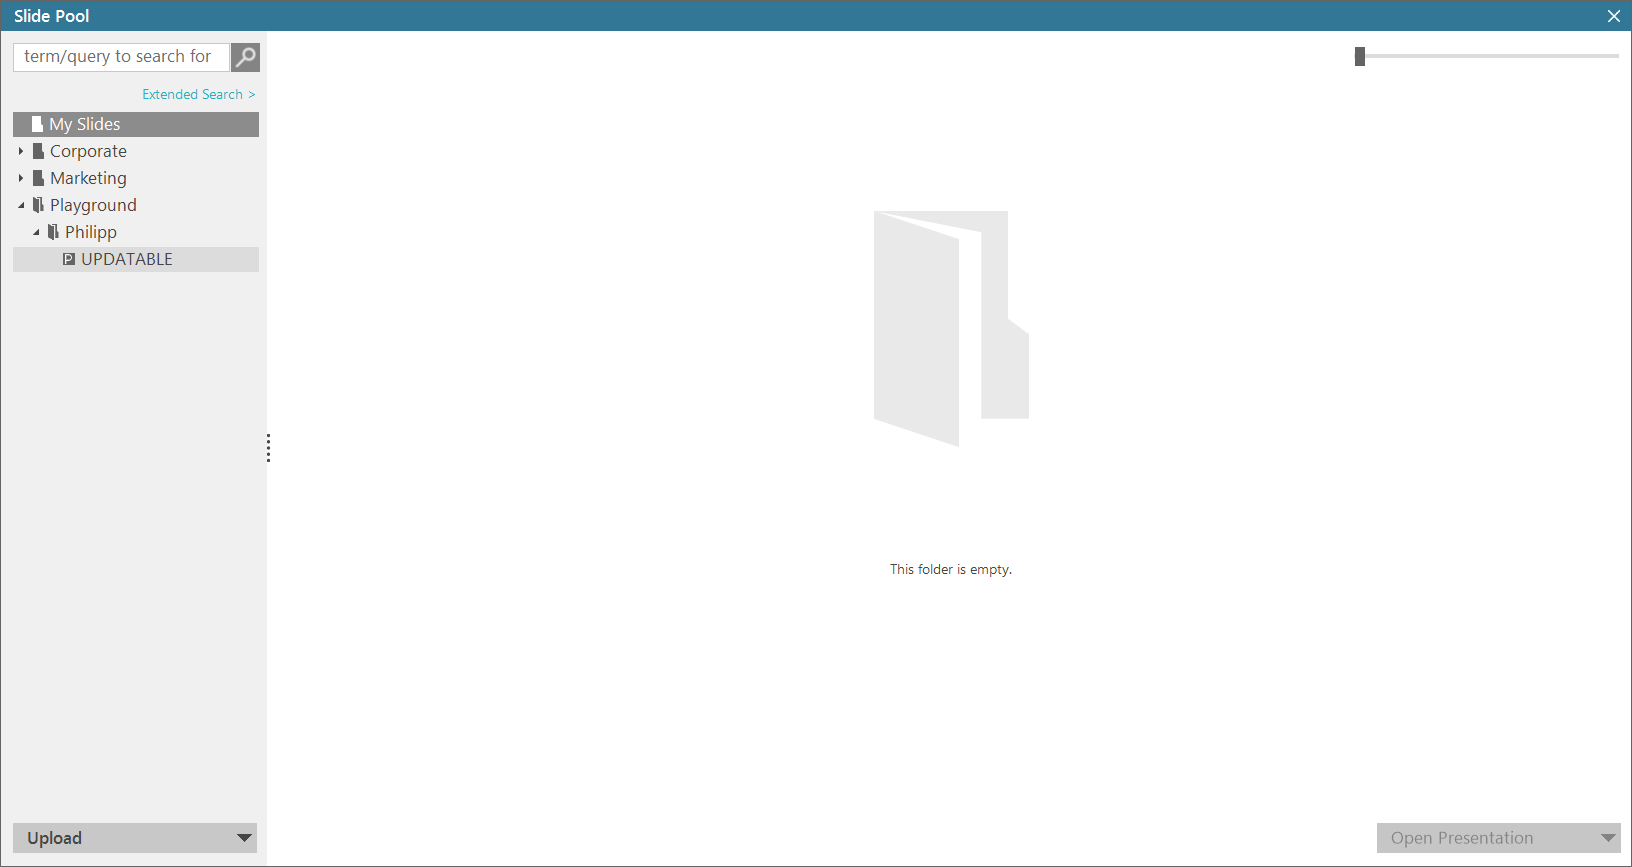 Slide Pool
term/query to search for
Extended Search >
My Slides
Corporate
Marketing
Playground
Philipp
P UPDATABLE
This folder is empty.
Upload
Open Presentation